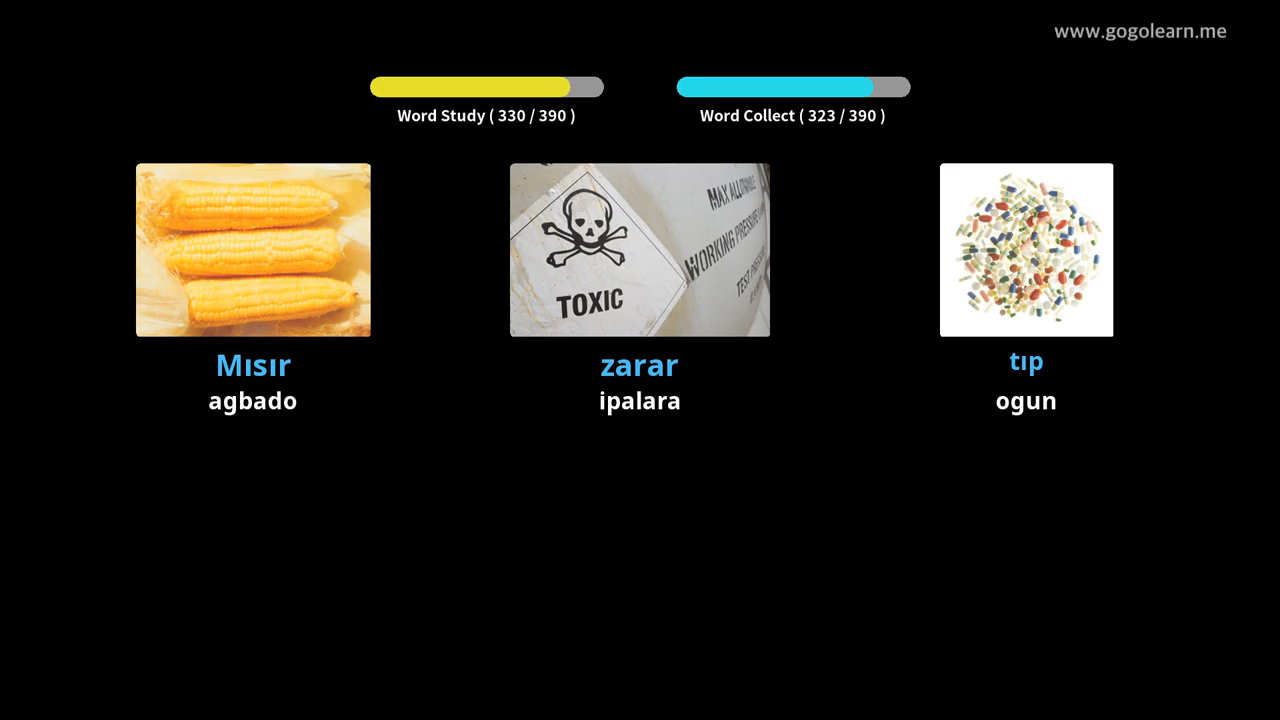 www.gogolearn.me
Word Study ( 330 / 390 )
Word Collect ( 323 / 390 )
MAX ALLOWABLE
WORKING PRESSURE
TEST
TOXIC
Mısır
zarar
tıp
agbado
ipalara
ogun